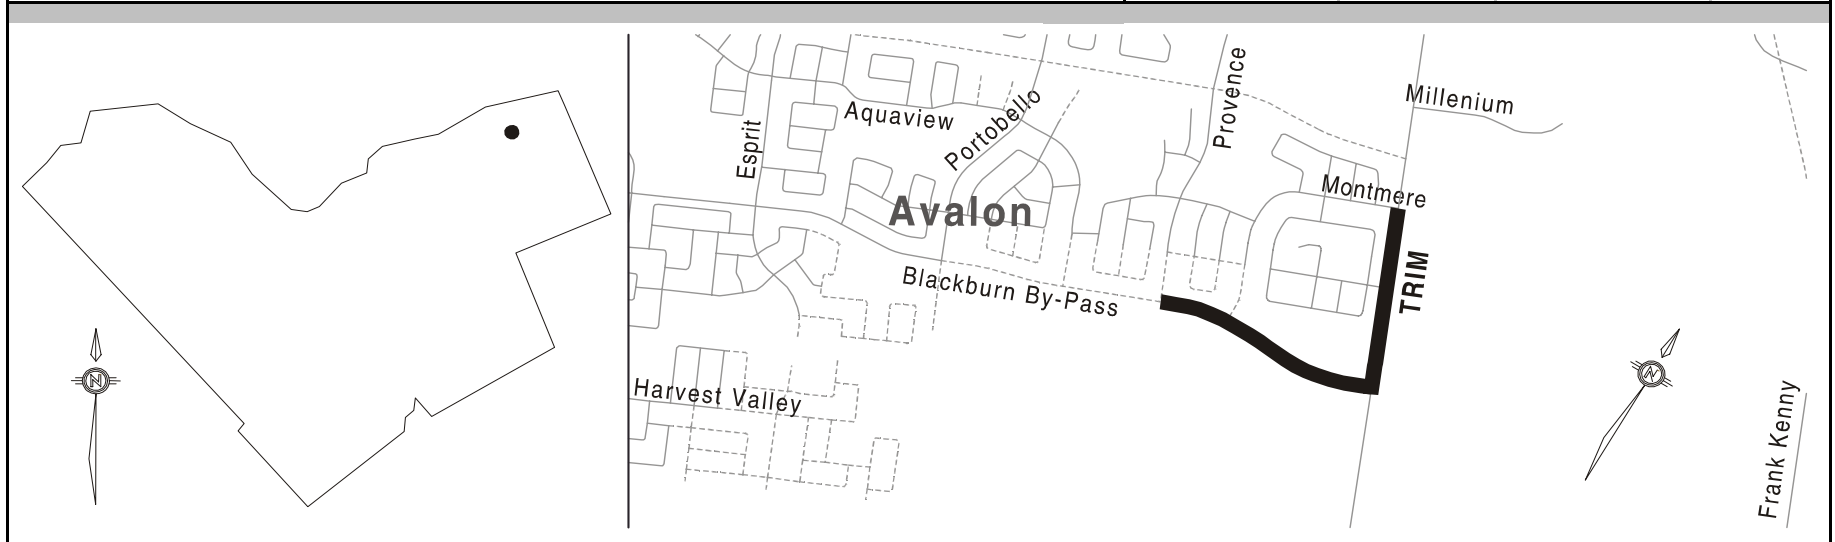 N
Esprit
Aquaview
Portobello
Provence
Millenium
Montmere
Avalon
Blackburn By-Pass
TRIM
Harvest Valley
N
Frank Kenny